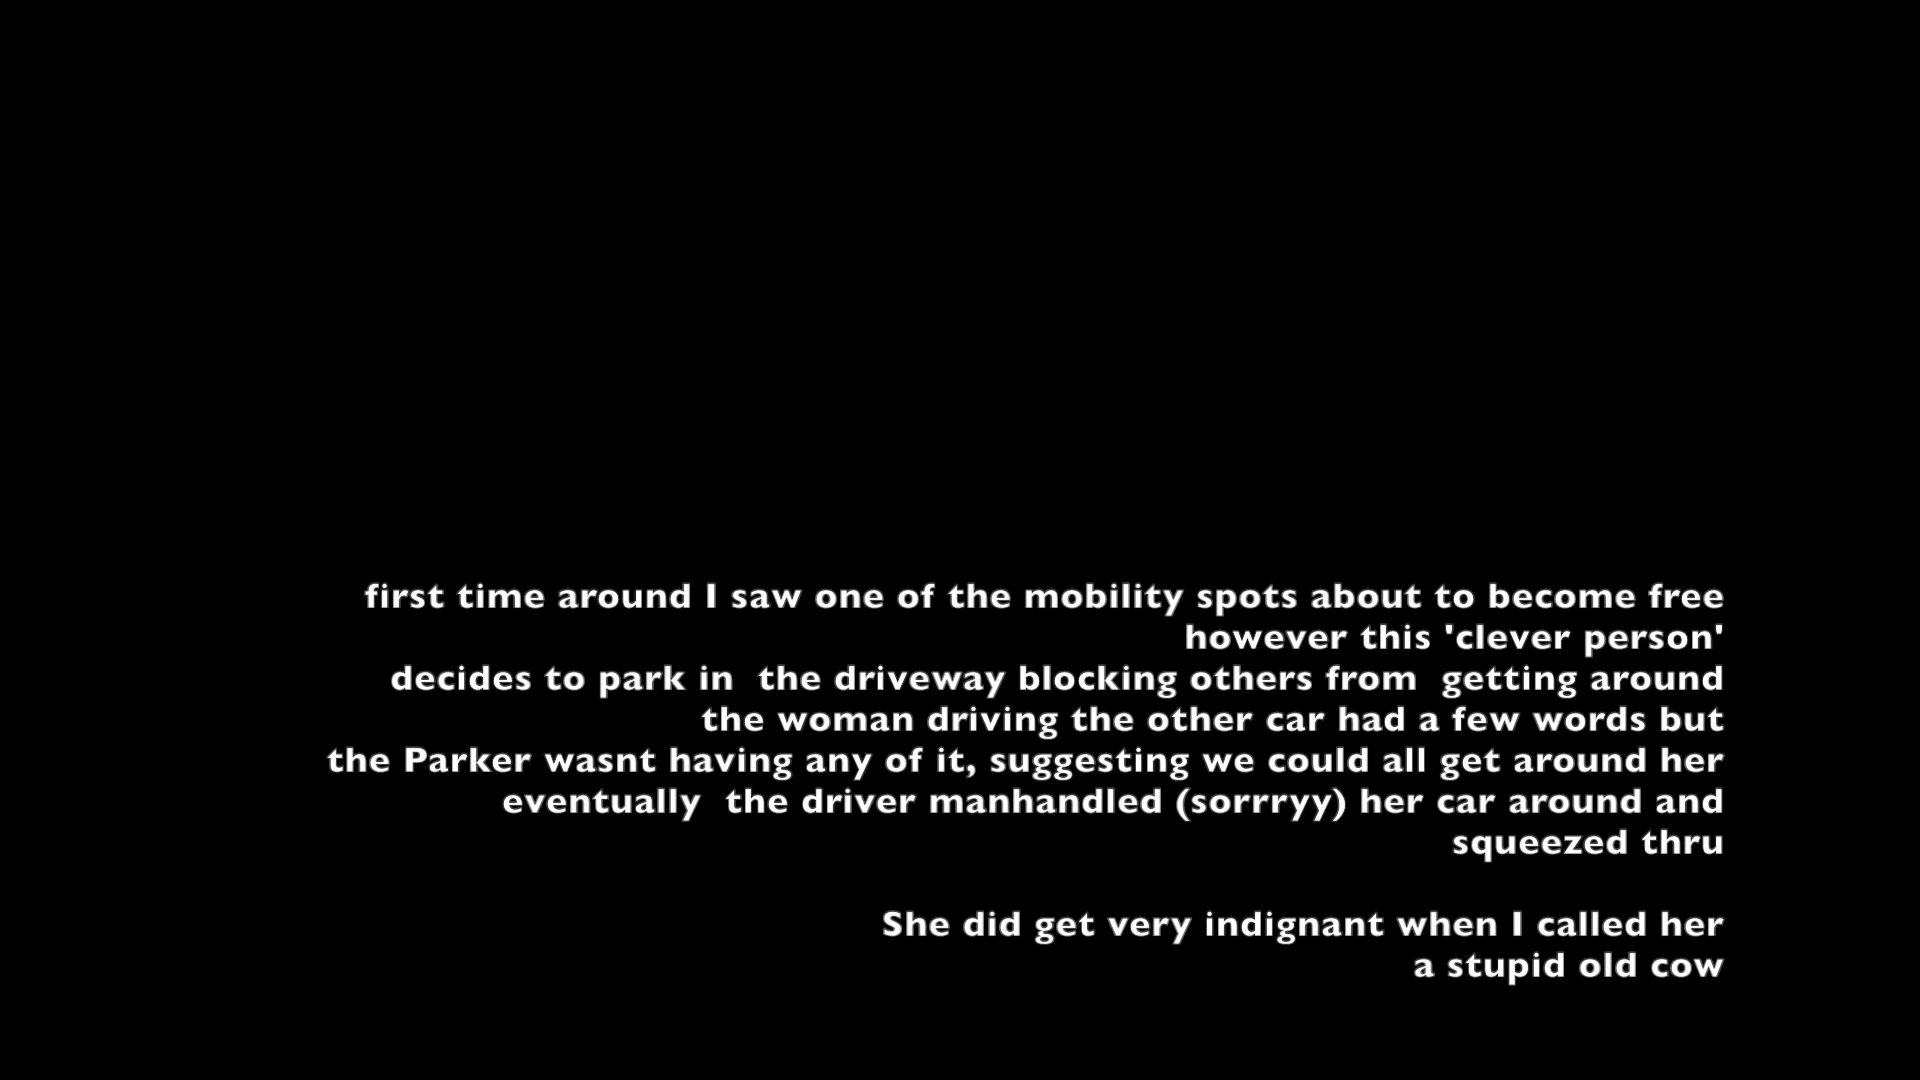 first time around I saw one of the mobility spots about to become free
however this 'clever person'
decides to park in  the driveway blocking others from  getting around
the woman driving the other car had a few words but
the Parker wasnt having any of it, suggesting we could all get around her
eventually  the driver manhandled (sorrryy) her car around and
squeezed thru

She did get very indignant when I called her
a stupid old cow